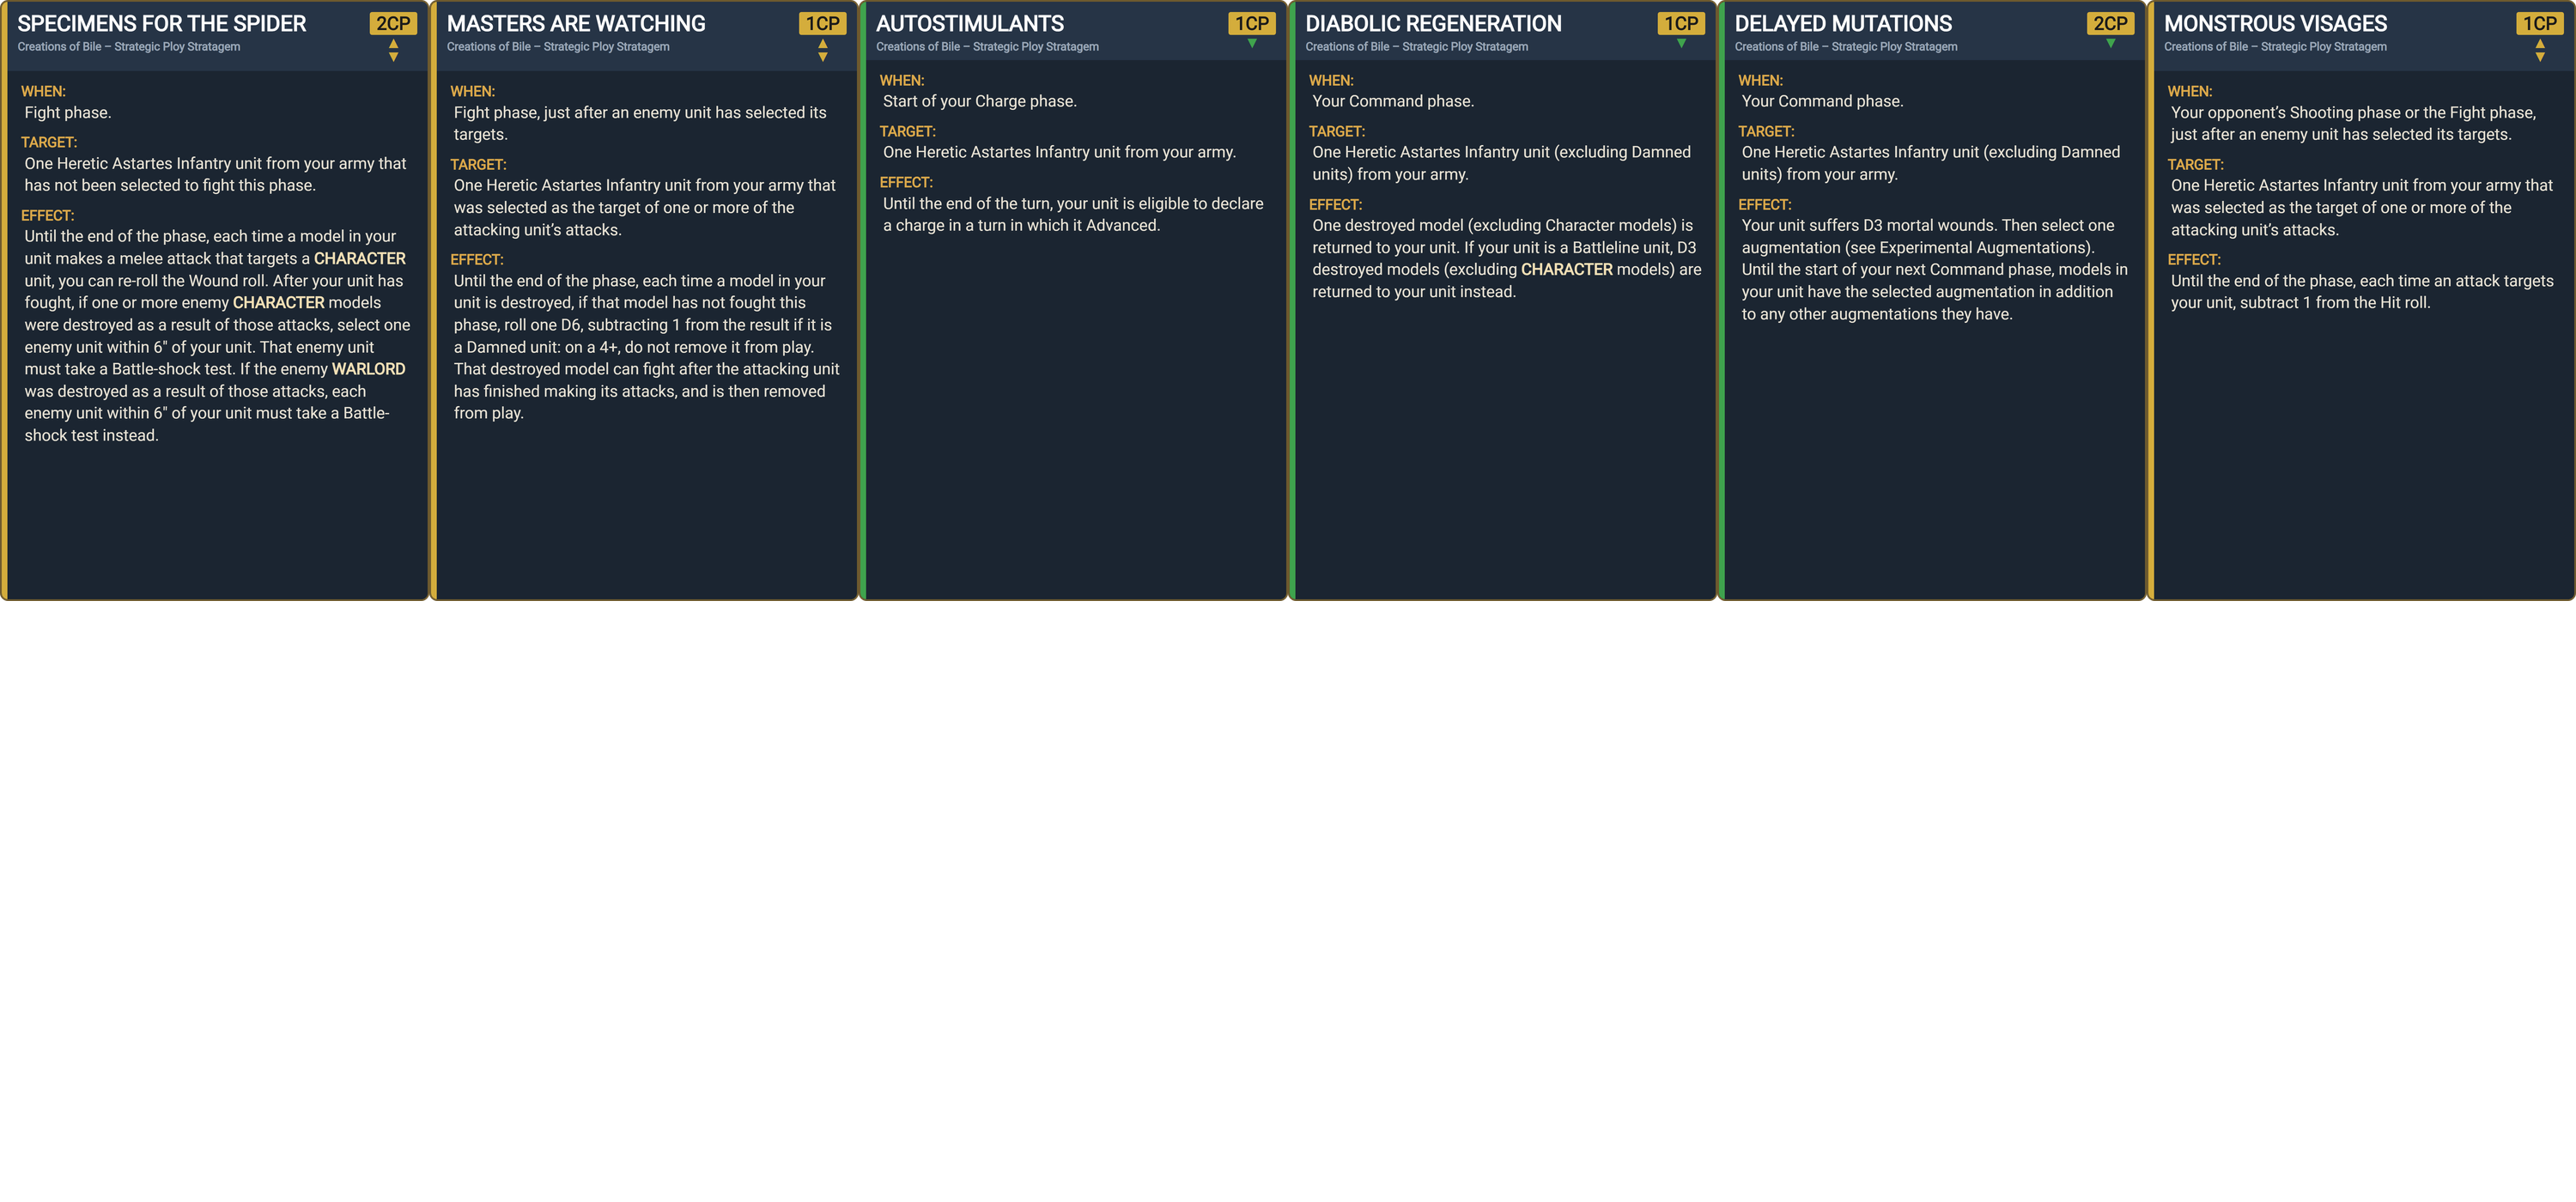 SPECIMENS FOR THE SPIDER
2CP
Creations of Bile – Strategic Ploy Stratagem
▲
▼
WHEN:
Fight phase.
TARGET:
One Heretic Astartes Infantry unit from your army that
has not been selected to fight this phase.
EFFECT:
Until the end of the phase, each time a model in your
unit makes a melee attack that targets a CHARACTER
unit, you can re-roll the Wound roll. After your unit has
fought, if one or more enemy CHARACTER models
were destroyed as a result of those attacks, select one
enemy unit within 6" of your unit. That enemy unit
must take a Battle-shock test. If the enemy WARLORD
was destroyed as a result of those attacks, each
enemy unit within 6" of your unit must take a Battle-
shock test instead.
MASTERS ARE WATCHING
1CP
Creations of Bile – Strategic Ploy Stratagem
▲
▼
WHEN:
Fight phase, just after an enemy unit has selected its
targets.
TARGET:
One Heretic Astartes Infantry unit from your army that
was selected as the target of one or more of the
attacking unit’s attacks.
EFFECT:
Until the end of the phase, each time a model in your
unit is destroyed, if that model has not fought this
phase, roll one D6, subtracting 1 from the result if it is
a Damned unit: on a 4+, do not remove it from play.
That destroyed model can fight after the attacking unit
has finished making its attacks, and is then removed
from play.
AUTOSTIMULANTS
1CP
Creations of Bile – Strategic Ploy Stratagem
▼
WHEN:
Start of your Charge phase.
TARGET:
One Heretic Astartes Infantry unit from your army.
EFFECT:
Until the end of the turn, your unit is eligible to declare
a charge in a turn in which it Advanced.
DIABOLIC REGENERATION
1CP
Creations of Bile – Strategic Ploy Stratagem
▼
WHEN:
Your Command phase.
TARGET:
One Heretic Astartes Infantry unit (excluding Damned
units) from your army.
EFFECT:
One destroyed model (excluding Character models) is
returned to your unit. If your unit is a Battleline unit, D3
destroyed models (excluding CHARACTER models) are
returned to your unit instead.
DELAYED MUTATIONS
2CP
Creations of Bile – Strategic Ploy Stratagem
▼
WHEN:
Your Command phase.
TARGET:
One Heretic Astartes Infantry unit (excluding Damned
units) from your army.
EFFECT:
Your unit suffers D3 mortal wounds. Then select one
augmentation (see Experimental Augmentations).
Until the start of your next Command phase, models in
your unit have the selected augmentation in addition
to any other augmentations they have.
MONSTROUS VISAGES
1CP
Creations of Bile – Strategic Ploy Stratagem
▲
▼
WHEN:
Your opponent’s Shooting phase or the Fight phase,
just after an enemy unit has selected its targets.
TARGET:
One Heretic Astartes Infantry unit from your army that
was selected as the target of one or more of the
attacking unit’s attacks.
EFFECT:
Until the end of the phase, each time an attack targets
your unit, subtract 1 from the Hit roll.